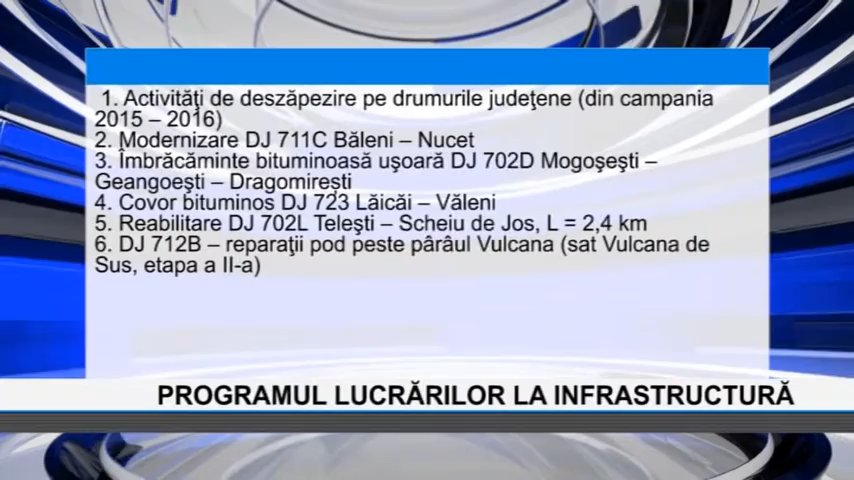 1. Activităţi de deszăpezire pe drumurile judeţene (din campania
2015 – 2016)
2. Modernizare DJ 711C Băleni – Nucet
3. Îmbrăcăminte bituminoasă uşoară DJ 702D Mogoşeşti –
Geangoeşti – Dragomireşti
4. Covor bituminos DJ 723 Lăicăi – Văleni
5. Reabilitare DJ 702L Teleşti – Scheiu de Jos, L = 2,4 km
6. DJ 712B – reparaţii pod peste pârâul Vulcana (sat Vulcana de
Sus, etapa a II-a)
PROGRAMUL LUCRĂRILOR LA INFRASTRUCTURĂ